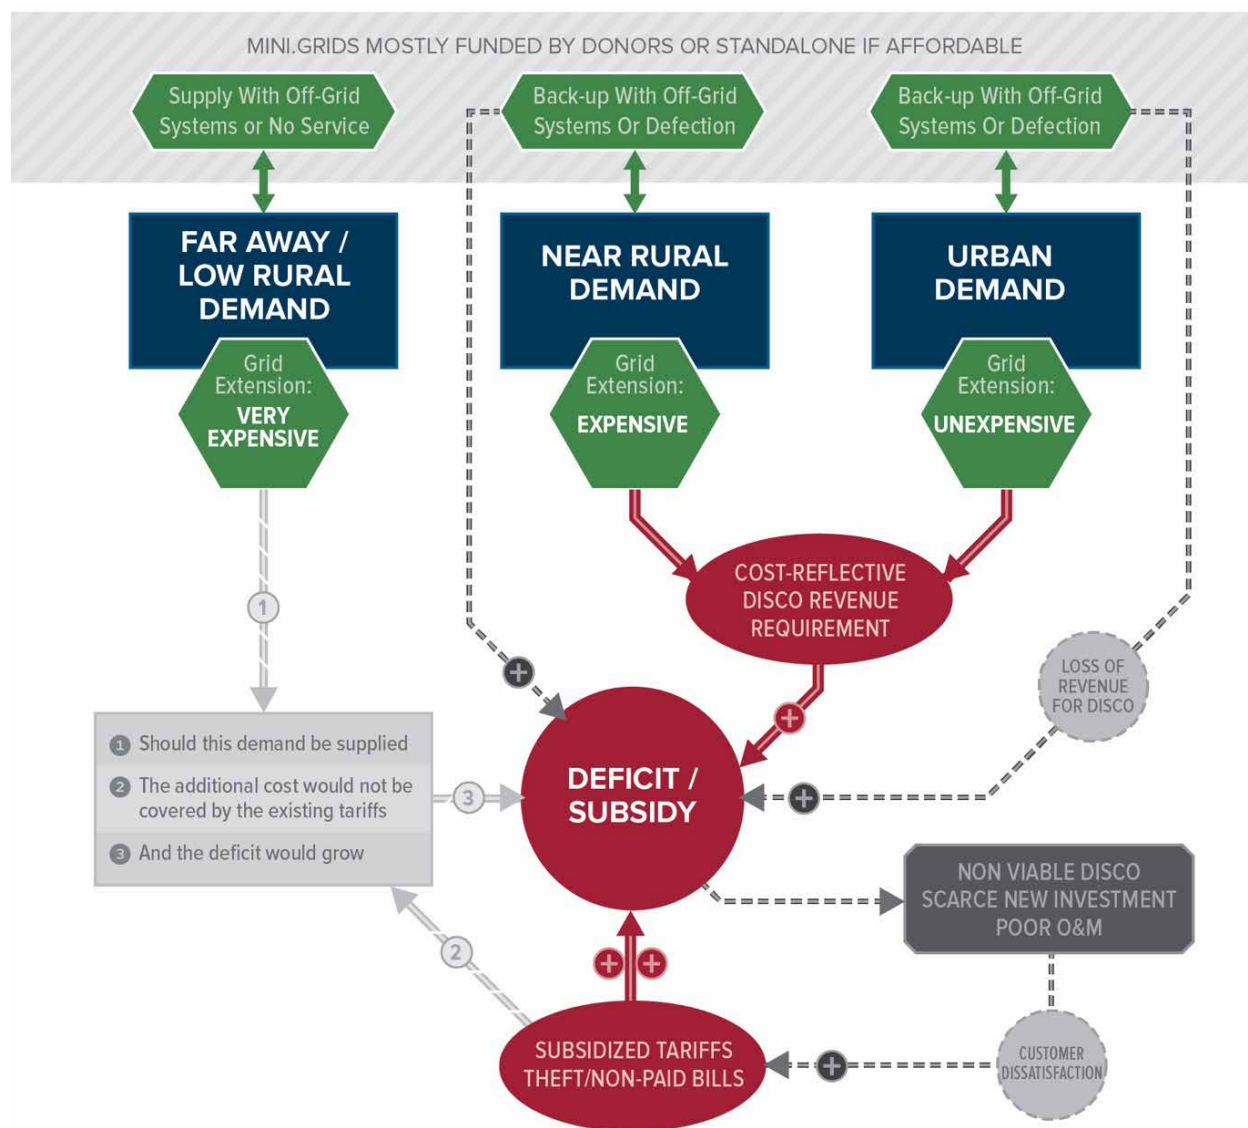 MINI.GRIDS MOSTLY FUNDED BY DONORS OR STANDALONE IF AFFORDABLE
Supply With Off-Grid
Systems or No Service
Back-up With Off-Grid
Systems Or Defection
Back-up With Off-Grid
Systems Or Defection
FAR AWAY /
LOW RURAL
DEMAND
NEAR RURAL
DEMAND
URBAN
DEMAND
Grid
Extension:
VERY
EXPENSIVE
Grid
Extension:
EXPENSIVE
Grid
Extension:
UNEXPENSIVE
COST-REFLECTIVE
DISCO REVENUE
REQUIREMENT
1
+
+
LOSS OF
REVENUE
FOR DISCO
1 Should this demand be supplied
2 The additional cost would not be
covered by the existing tariffs
3 And the deficit would grow
3
DEFICIT /
SUBSIDY
+
NON VIABLE DISCO
SCARCE NEW INVESTMENT
POOR O&M
2
+ +
SUBSIDIZED TARIFFS
THEFT/NON-PAID BILLS
+
CUSTOMER
DISSATISFACTION